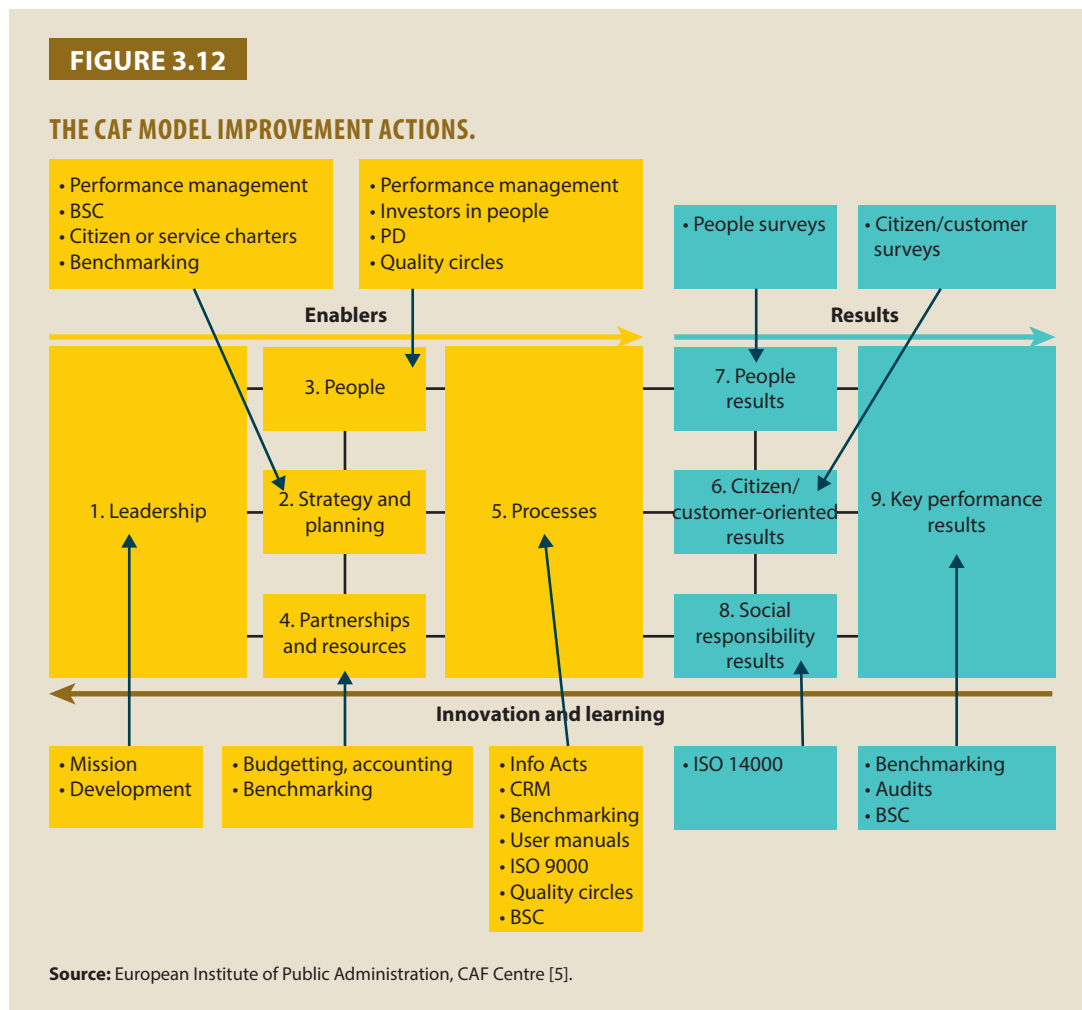 FIGURE 3.12
THE CAF MODEL IMPROVEMENT ACTIONS.
• Performance management
• BSC
• Citizen or service charters
• Benchmarking
• Performance management
• Investors in people
• PD
• Quality circles
• People surveys
• Citizen/customer
surveys
Enablers
Results
1. Leadership
3. People
2. Strategy and
planning
4. Partnerships
and resources
5. Processes
7. People
results
6. Citizen/
customer-oriented
results
8. Social
responsibility
results
9. Key performance
results
Innovation and learning
• Mission
• Development
• Budgetting, accounting
• Benchmarking
• Info Acts
• CRM
• Benchmarking
• User manuals
• ISO 9000
• Quality circles
• BSC
• ISO 14000
• Benchmarking
• Audits
• BSC
Source: European Institute of Public Administration, CAF Centre [5].